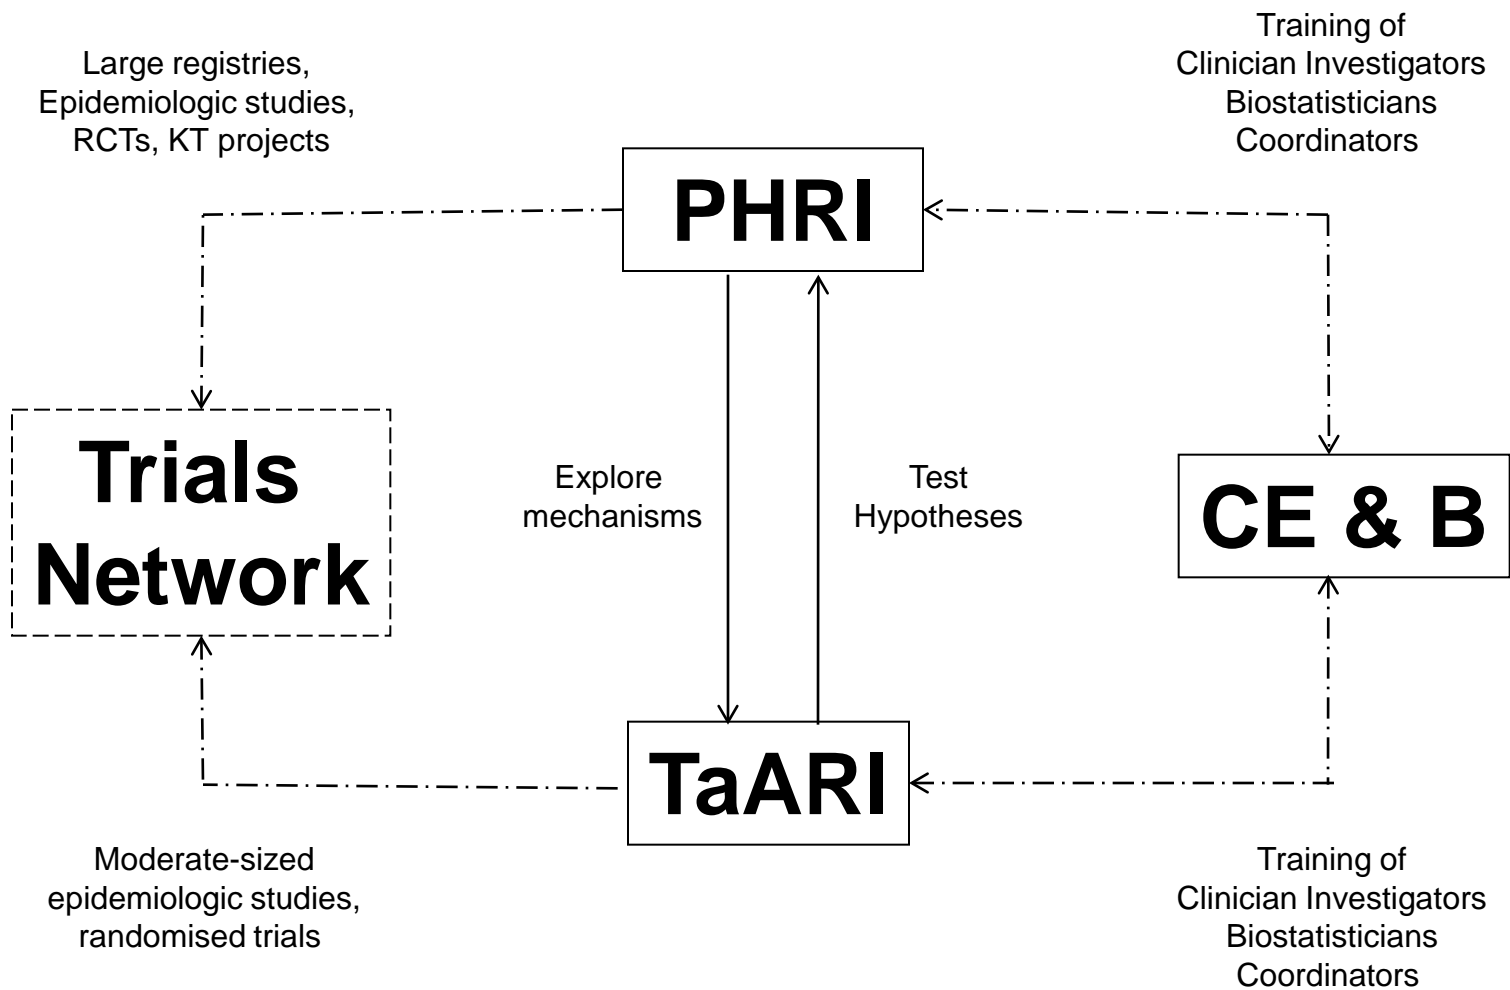 Large registries,
Epidemiologic studies,
RCTs, KT projects
Training of
Clinician Investigators
Biostatisticians
Coordinators
PHRI
Trials
Network
Explore
mechanisms
Test
Hypotheses
CE & B
TaARI
Moderate-sized
epidemiologic studies,
randomised trials
Training of
Clinician Investigators
Biostatisticians
Coordinators